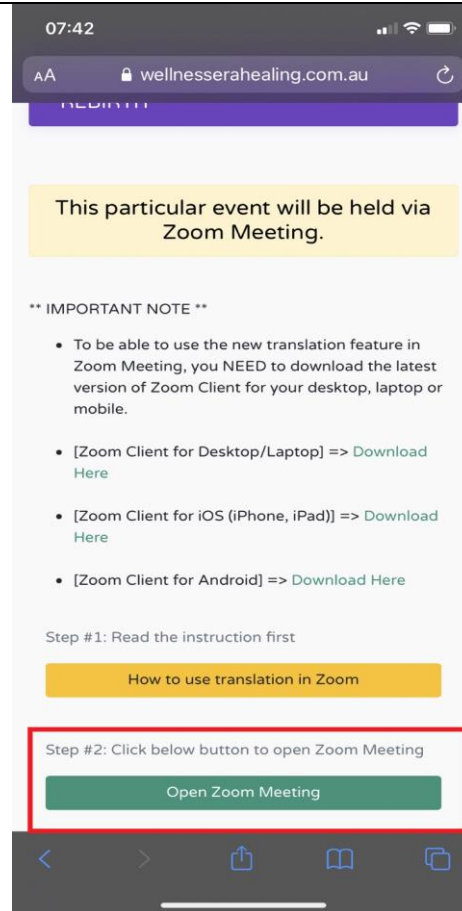 07:42
AA wellnesserahealing.com.au
REBIRTH
This particular event will be held via
Zoom Meeting.
** IMPORTANT NOTE **
• To be able to use the new translation feature in
Zoom Meeting, you NEED to download the latest
version of Zoom Client for your desktop, laptop or
mobile.
• [Zoom Client for Desktop/Laptop] => Download
Here
• [Zoom Client for iOS (iPhone, iPad)] => Download
Here
• [Zoom Client for Android] => Download Here
Step #1: Read the instruction first
How to use translation in Zoom
Step #2: Click below button to open Zoom Meeting
Open Zoom Meeting